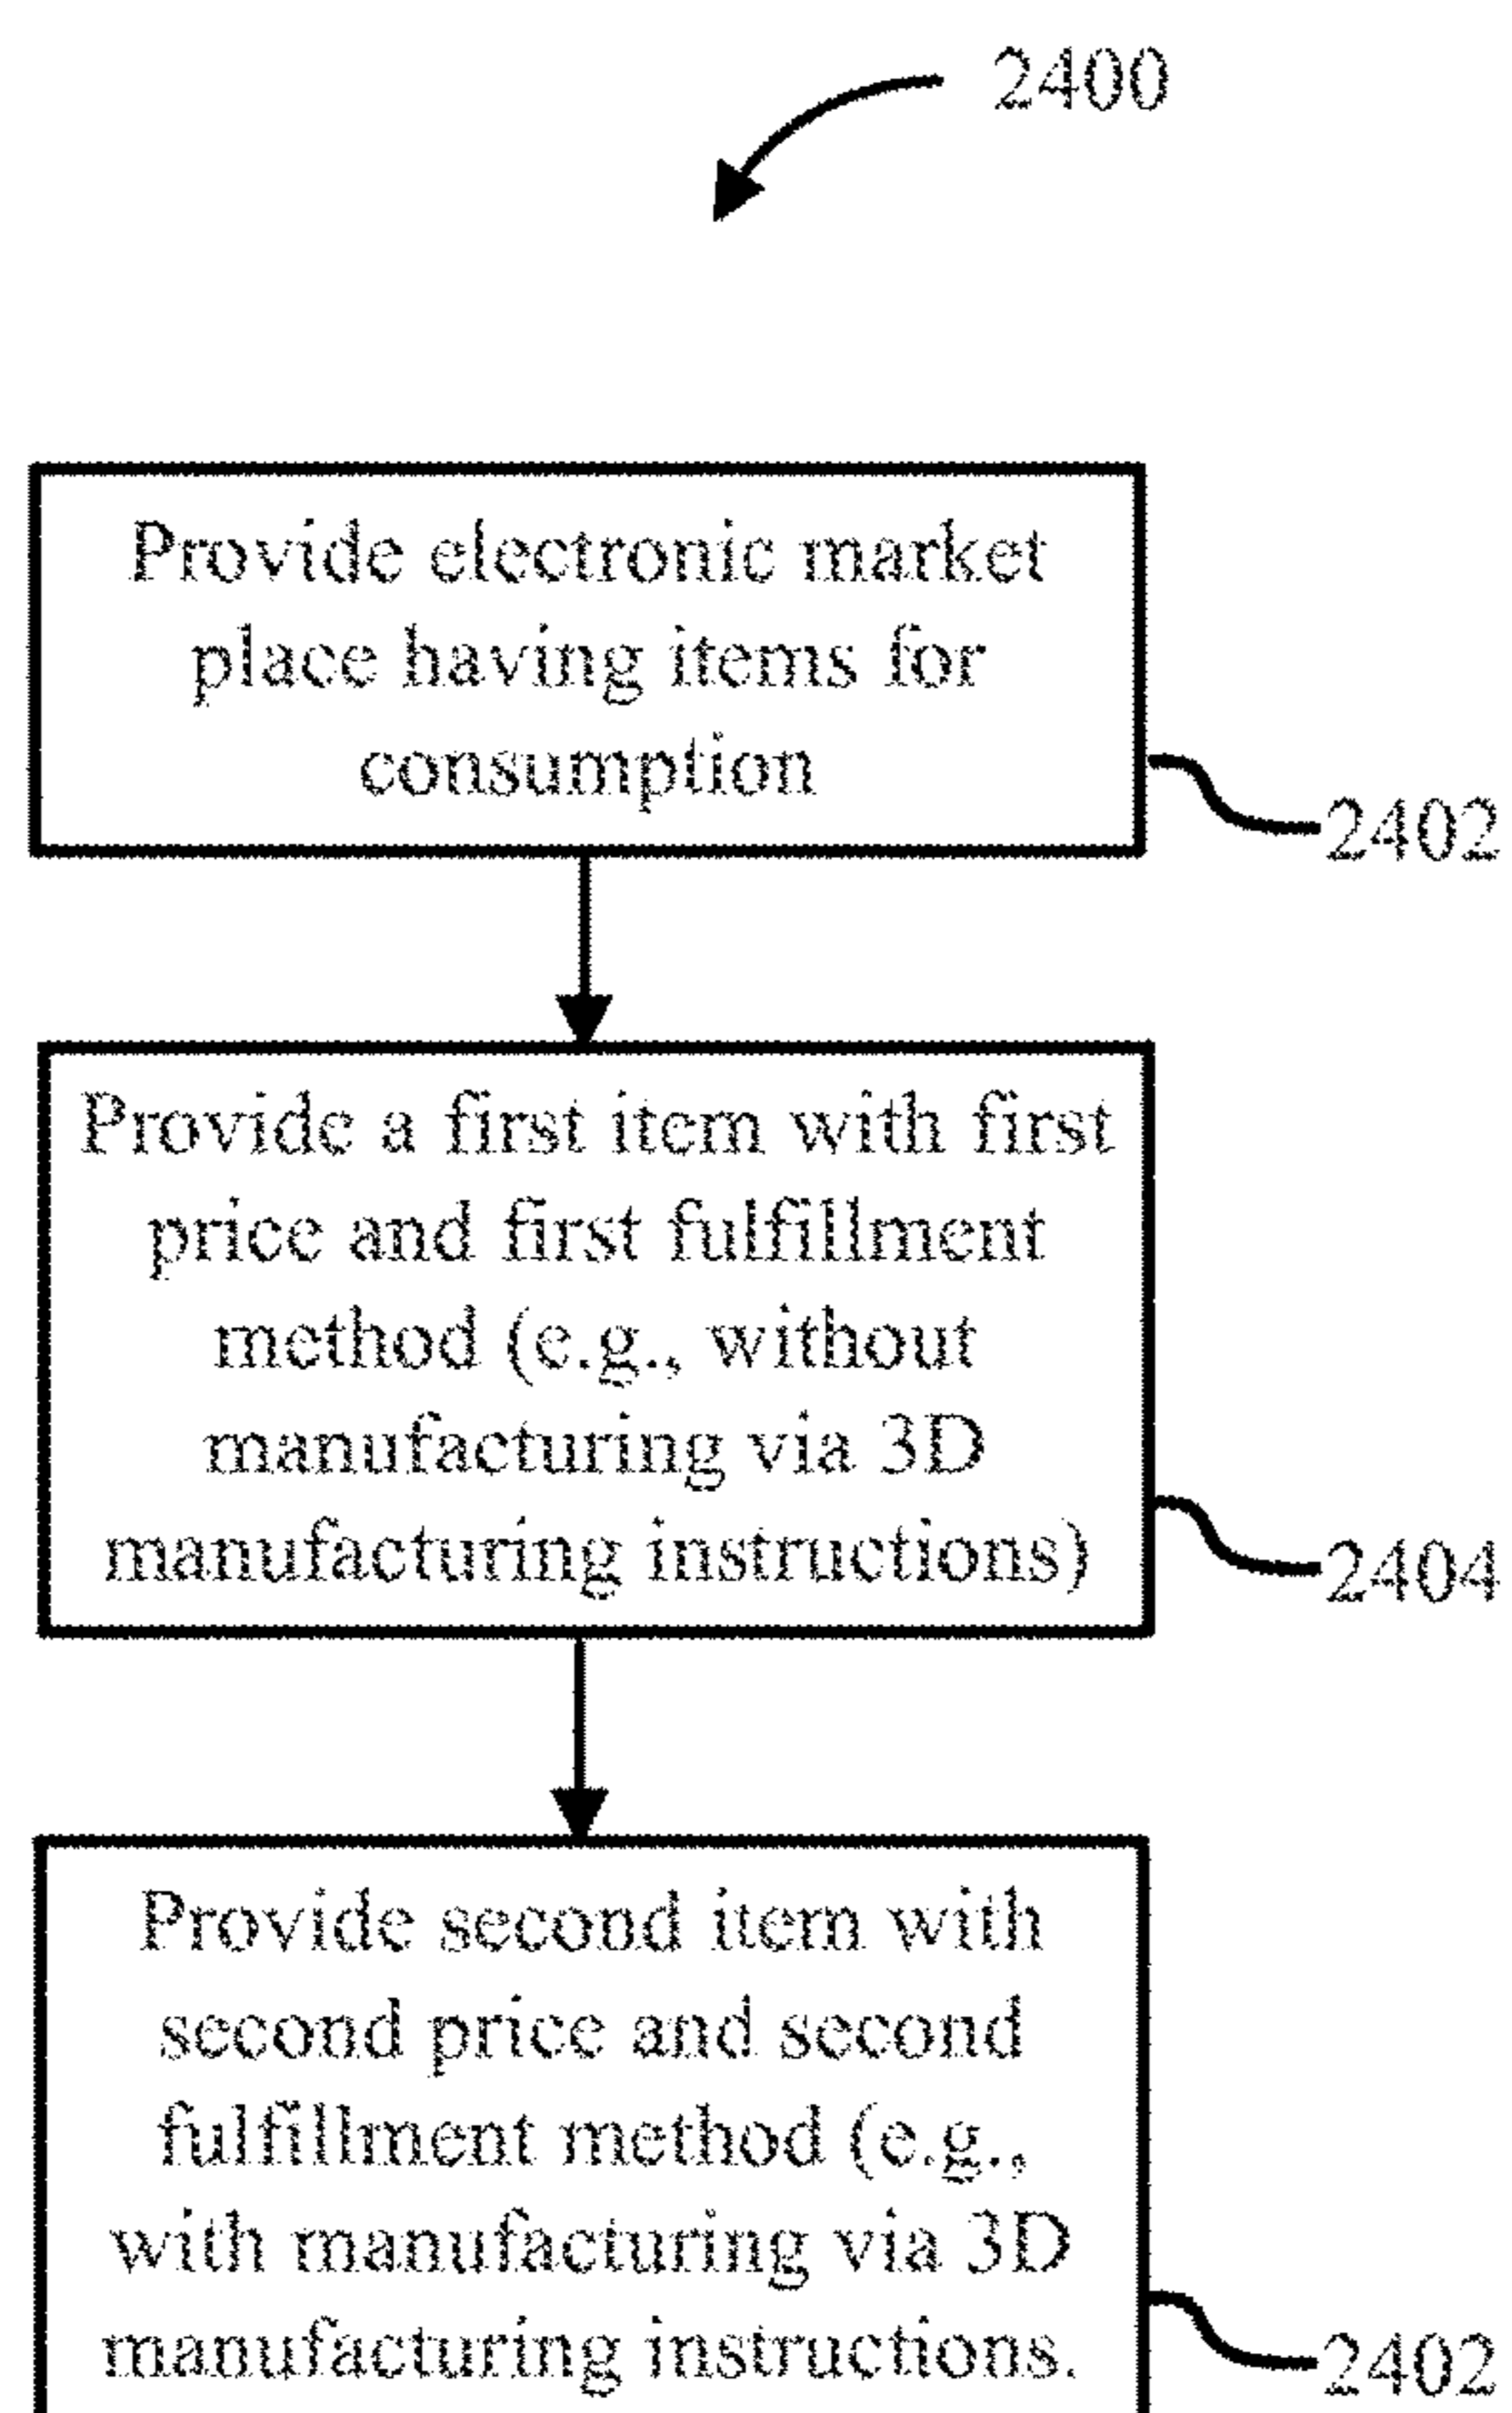 2400
Provide electronic market
place having items for
consumption
2402
Provide a first item with first
price and first fulfillment
method (e.g., without
manufacturing via 3D
manufacturing instructions)
2404
Provide second item with
second price and second
fulfillment method (e.g.,
with manufacturing via 3D
manufacturing instructions.
2402